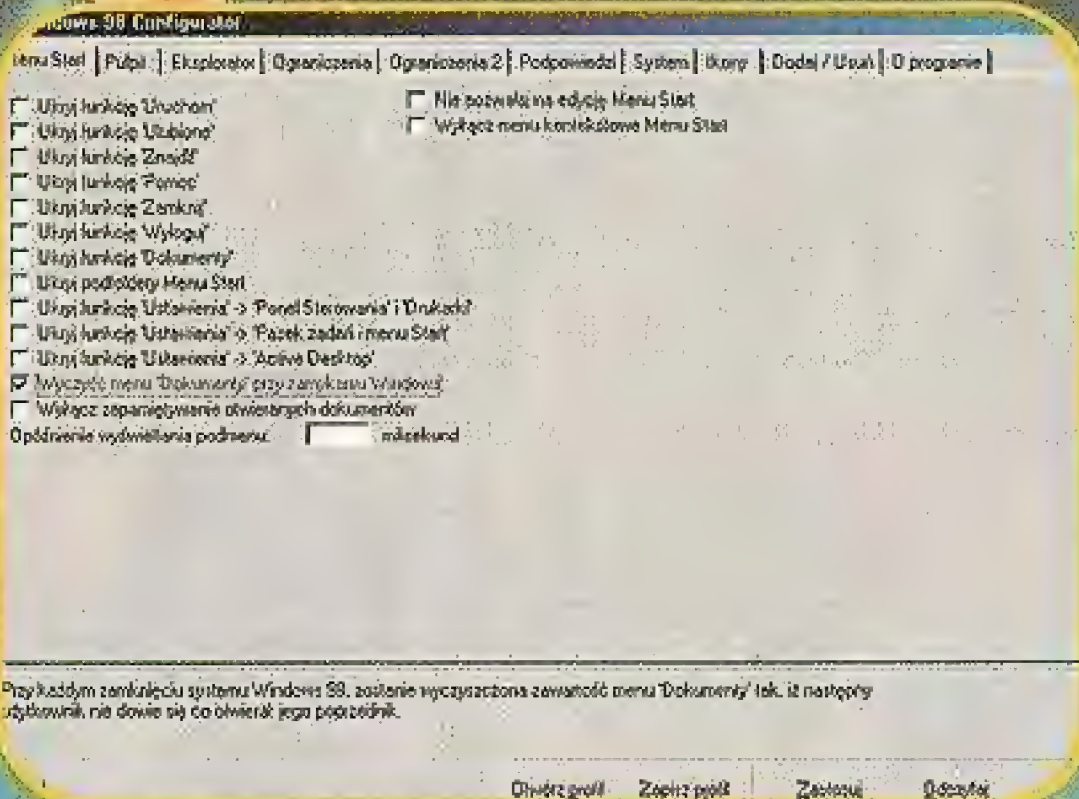 Windows 98 Configurator
Menu Start Pulpit Eksplorator Ograniczenia Ograniczenia 2 Podpowiedzi System Ikony Dodaj / Usuń O programie
Ukryj funkcję 'Uruchom'
Ukryj funkcję 'Ulubione'
Ukryj funkcję 'Znajdź'
Ukryj funkcję 'Pomoc'
Ukryj funkcję 'Zamknij'
Ukryj funkcję 'Wyloguj'
Ukryj funkcję 'Dokumenty'
Ukryj podfoldery Menu Start
Ukryj funkcję 'Ustawienia' -> 'Panel Sterowania' i 'Drukarki'
Ukryj funkcję 'Ustawienia' -> 'Pasek zadań i menu Start'
Ukryj funkcję 'Ustawienia' -> 'Active Desktop'
Wyczyść menu 'Dokumenty' przy zamykaniu Windows
Wyłącz zapamiętywanie otwieranych dokumentów
Opóźnienie wyświetlania podmenu: milisekund
Nie pozwalaj na edycję Menu Start
Wyłącz menu kontekstowe Menu Start
Przy każdym zamknięciu systemu Windows 98, zostanie wyczyszczona zawartość menu 'Dokumenty' tak, iż następny
użytkownik nie dowie się co otwierał jego poprzednik.
Otwórz profil Zapisz profil Zastosuj Odczytaj